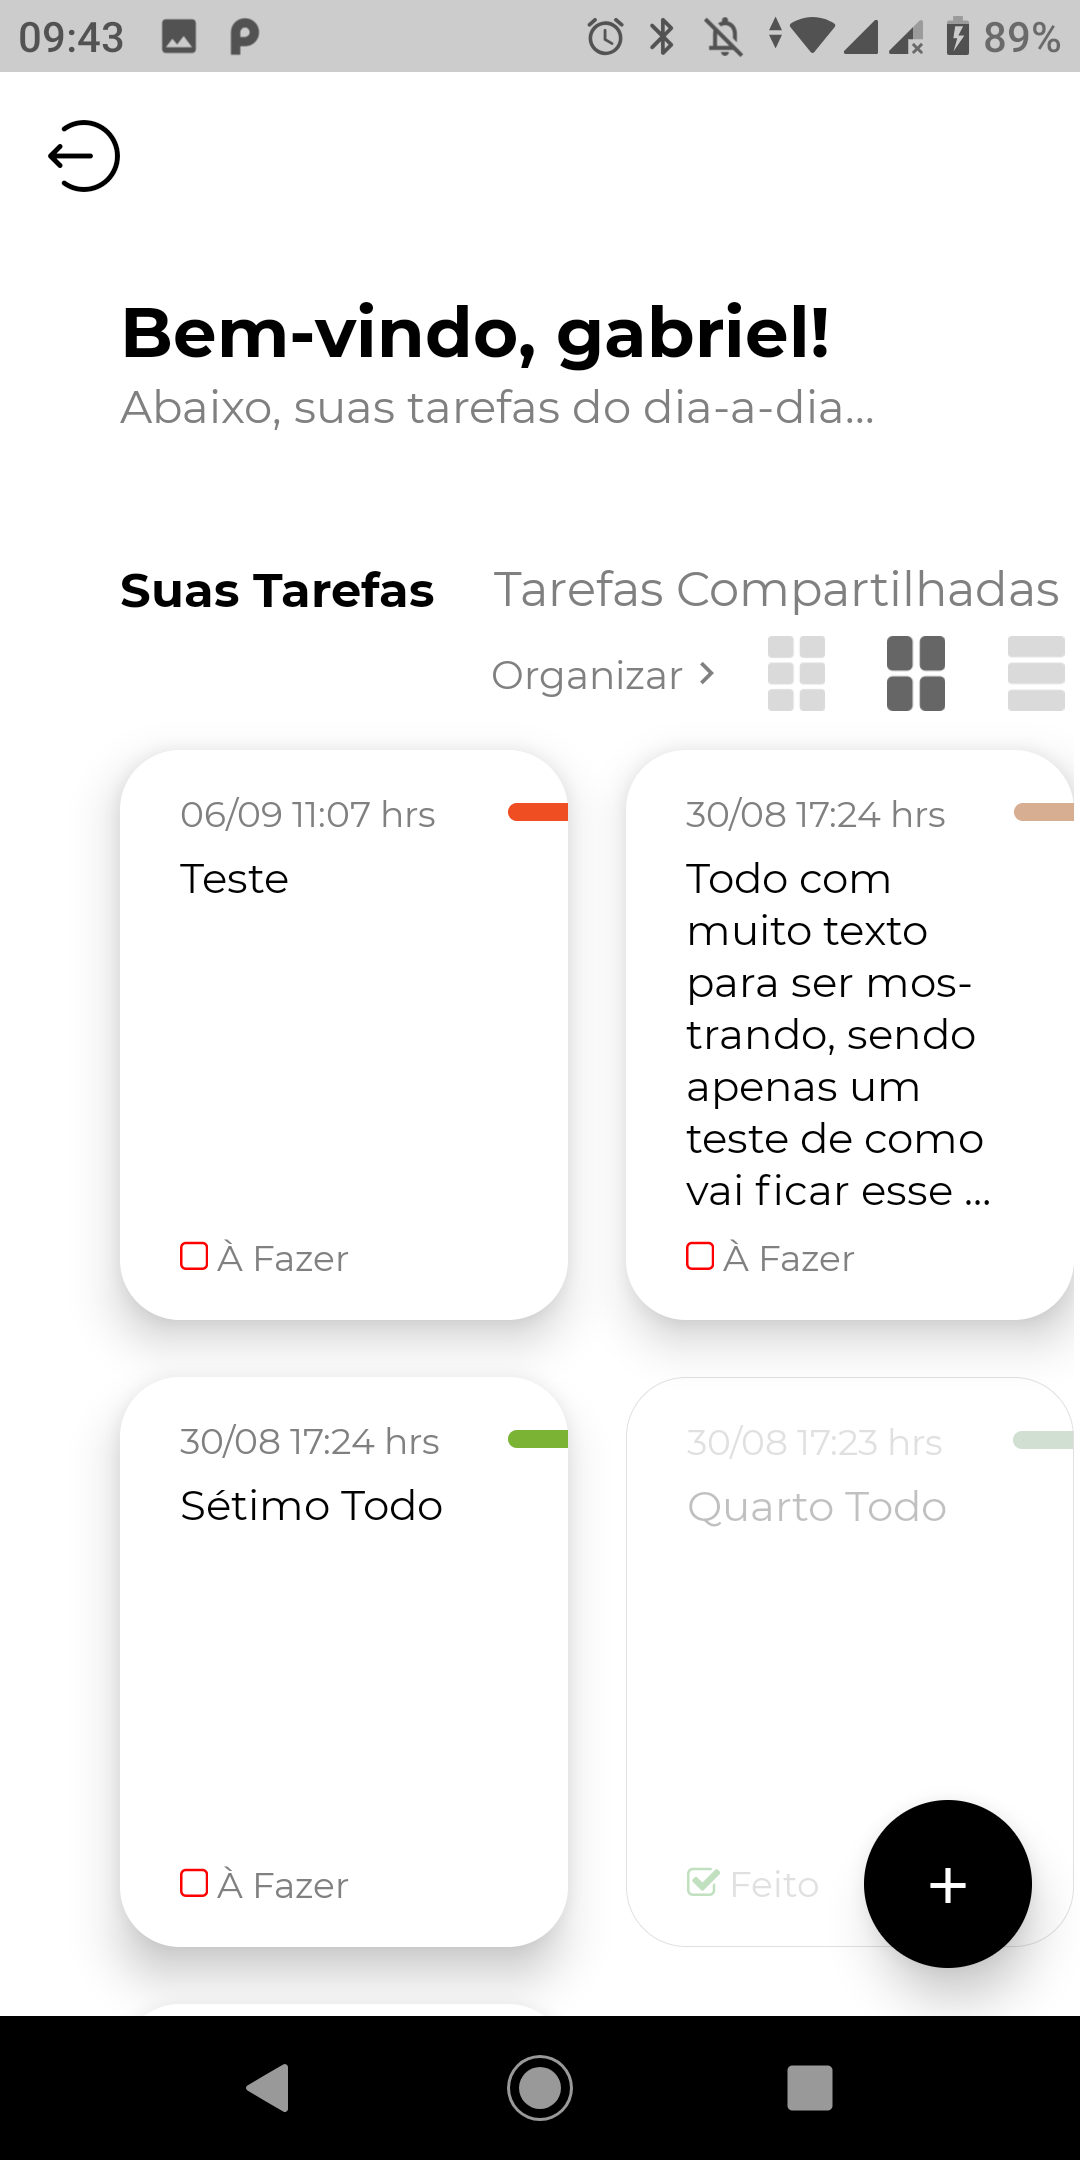 09:43
89%
Bem-vindo, gabriel!
Abaixo, suas tarefas do dia-a-dia...
Suas Tarefas
Tarefas Compartilhadas
Organizar >
06/09 11:07 hrs
Teste
À Fazer
30/08 17:24 hrs
Todo com
muito texto
para ser mos-
trando, sendo
apenas um
teste de como
vai ficar esse ...
À Fazer
30/08 17:24 hrs
Sétimo Todo
À Fazer
30/08 17:23 hrs
Quarto Todo
Feito
+